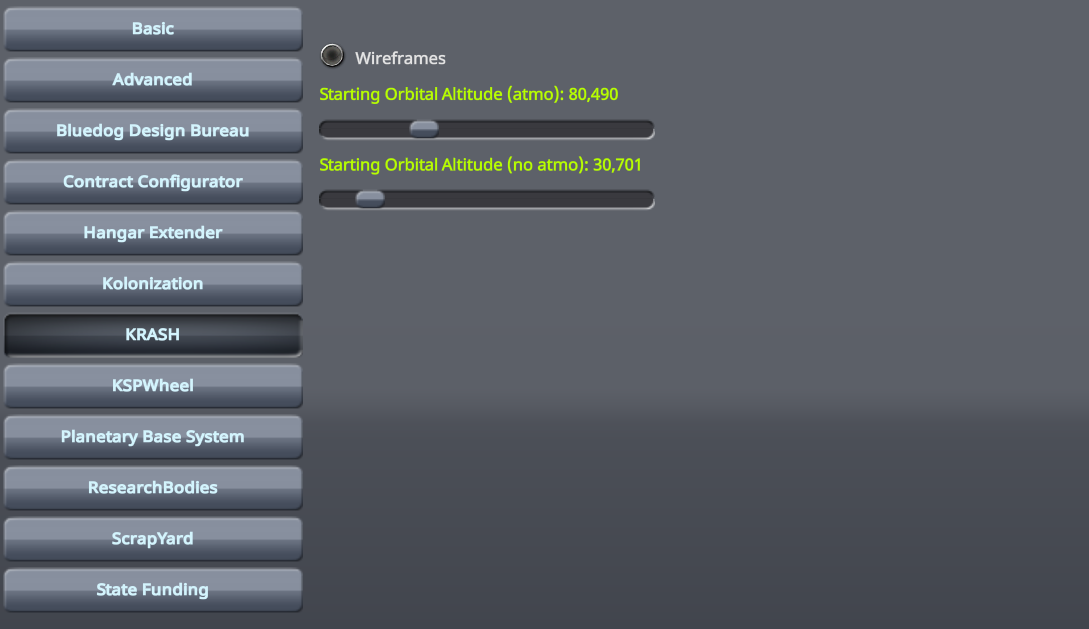 Basic
Advanced
Bluedog Design Bureau
Contract Configurator
Hangar Extender
Kolonization
KRASH
KSPWheel
Planetary Base System
ResearchBodies
ScrapYard
State Funding
Wireframes
Starting Orbital Altitude (atmo): 80,490
Starting Orbital Altitude (no atmo): 30,701